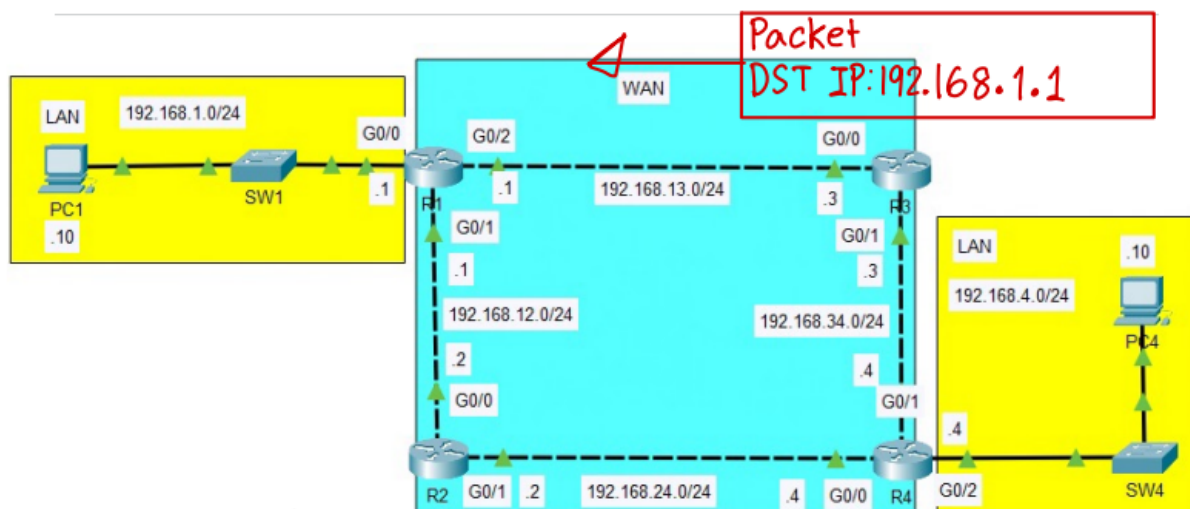 Packet
DST IP:192.168.1.1
WAN
LAN
192.168.1.0/24
G0/0
G0/2
G0/0
PC1
.10
SW1
.1
R1
.1
192.168.13.0/24
.3
R3
G0/1
.1
G0/1
.3
LAN
.10
192.168.4.0/24
PC4
192.168.12.0/24
192.168.34.0/24
.2
G0/0
.4
G0/1
.4
R2
G0/1
.2
192.168.24.0/24
.4
G0/0
R4
G0/2
SW4